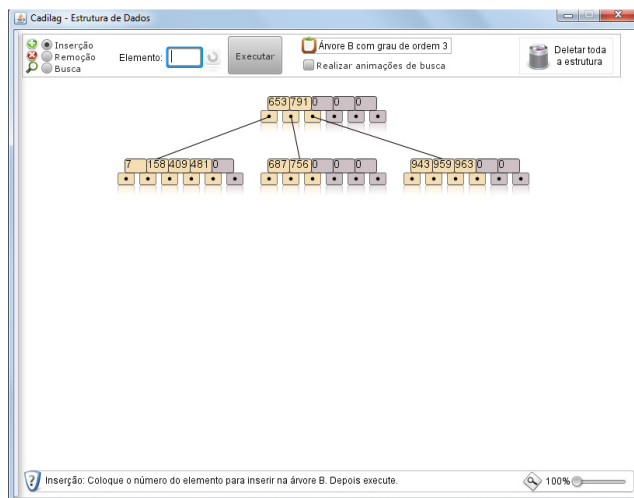 Cadilag - Estrutura de Dados
Inserção
Remoção
Busca
Elemento:
Executar
Árvore B com grau de ordem 3
Realizar animações de busca
Deletar toda
a estrutura
653 791 0 0 0
7 158 409 481 0
687 756 0 0 0
943 959 963 0 0
Inserção: Coloque o número do elemento para inserir na árvore B. Depois execute.
100%